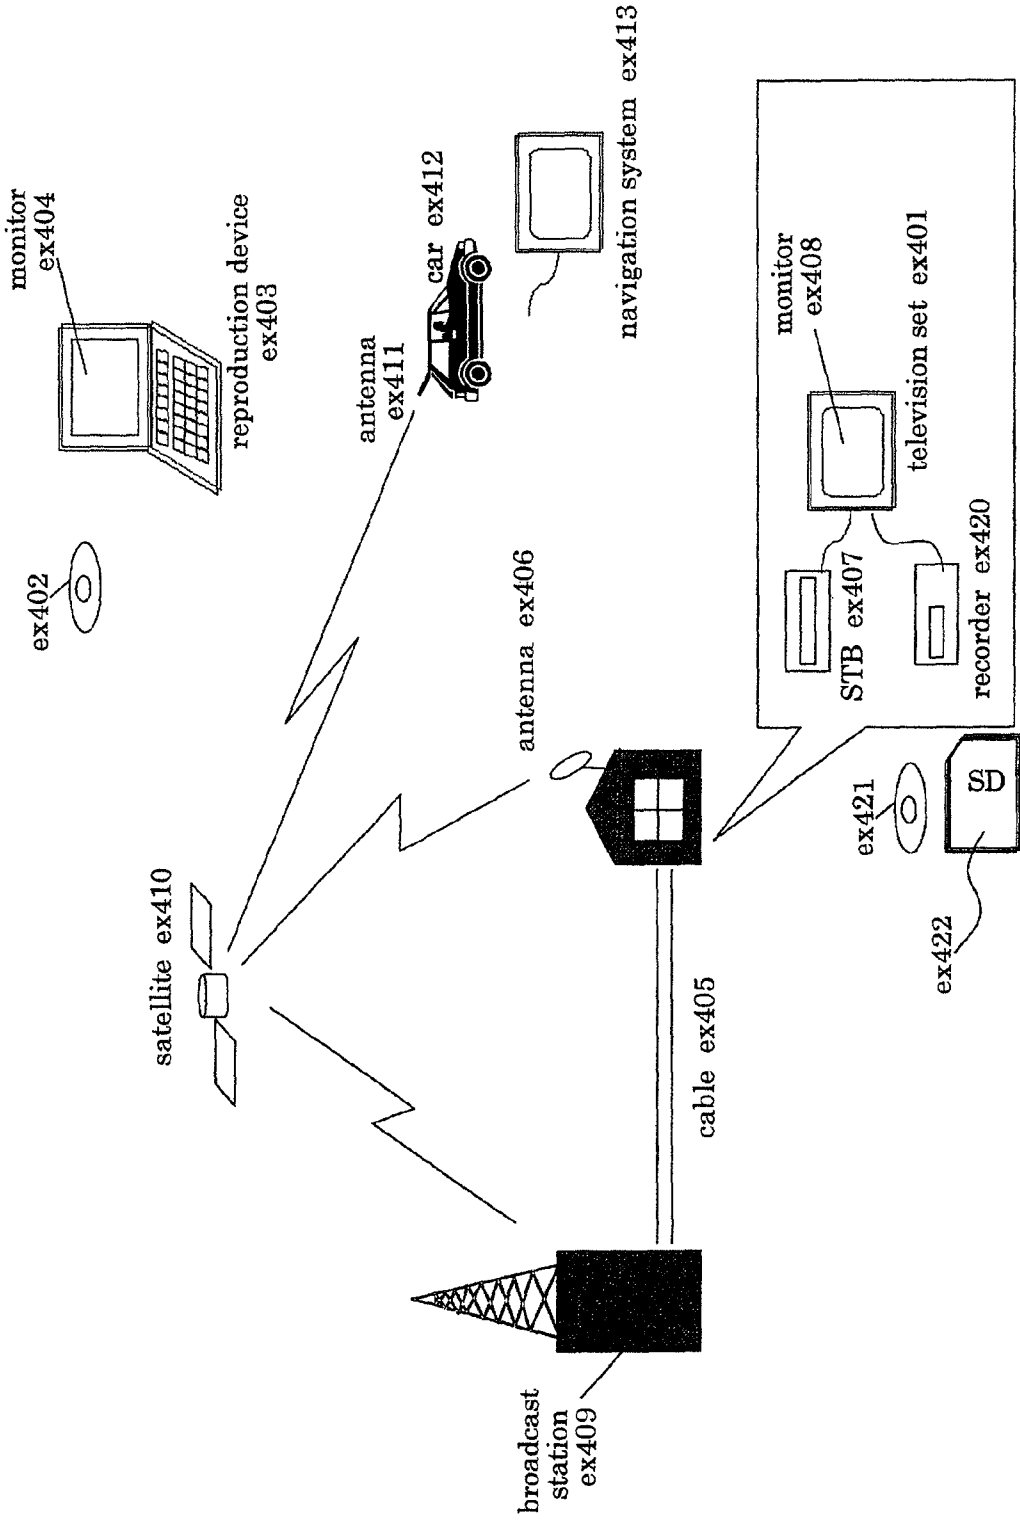 monitor
ex404
ex402
reproduction device
ex403
satellite ex410
antenna
ex411
car ex412
antenna ex406
navigation system ex413
broadcast
station
ex409
cable ex405
monitor
ex408
STB ex407
television set ex401
recorder ex420
ex421
SD
ex422